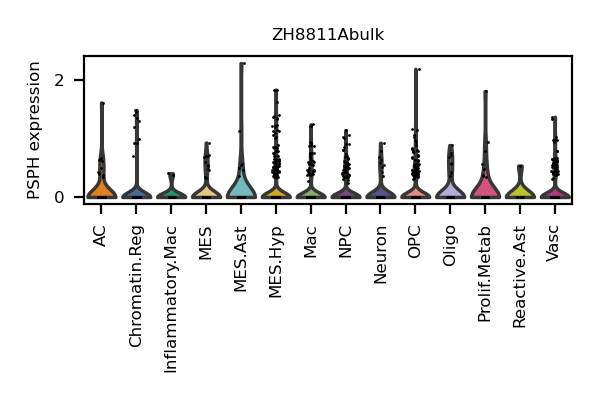 ZH8811Abulk
PSPH expression
2
0
AC
Chromatin.Reg
Inflammatory.Mac
MES
MES.Ast
MES.Hyp
Mac
NPC
Neuron
OPC
Oligo
Prolif.Metab
Reactive.Ast
Vasc